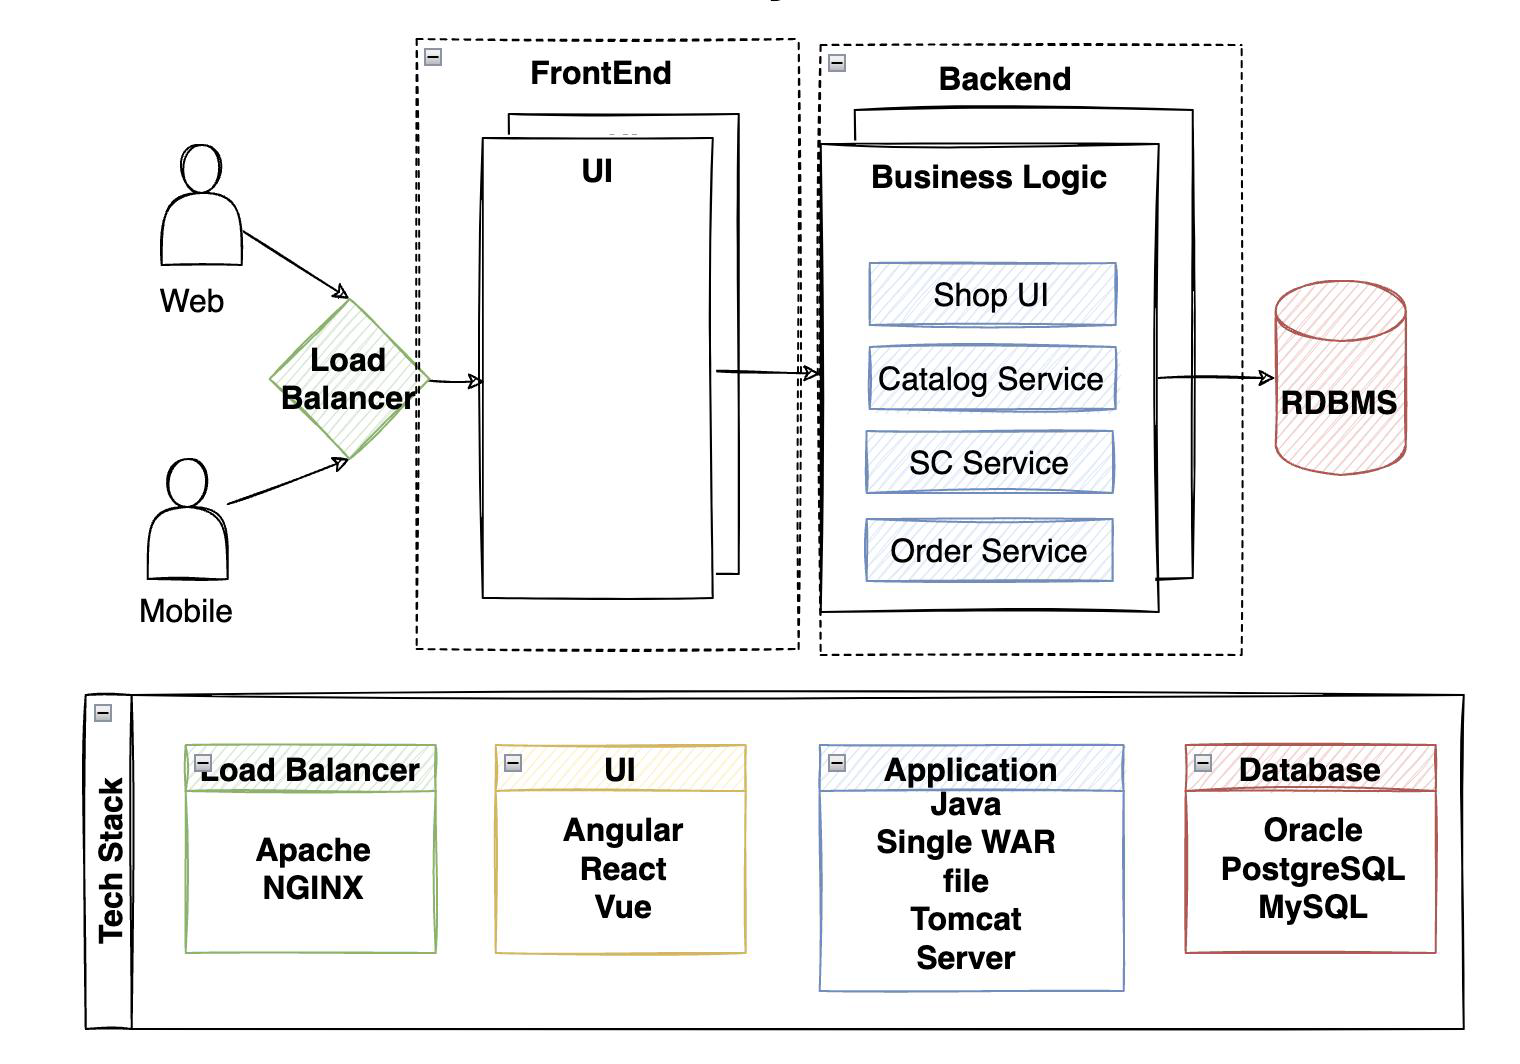 FrontEnd
Backend
UI
Business Logic
Shop UI
Web
Load
Balancer
Catalog Service
RDBMS
SC Service
Order Service
Mobile
Tech Stack
Load Balancer
Apache
NGINX
UI
Angular
React
Vue
Application
Java
Single WAR
file
Tomcat
Server
Database
Oracle
PostgreSQL
MySQL